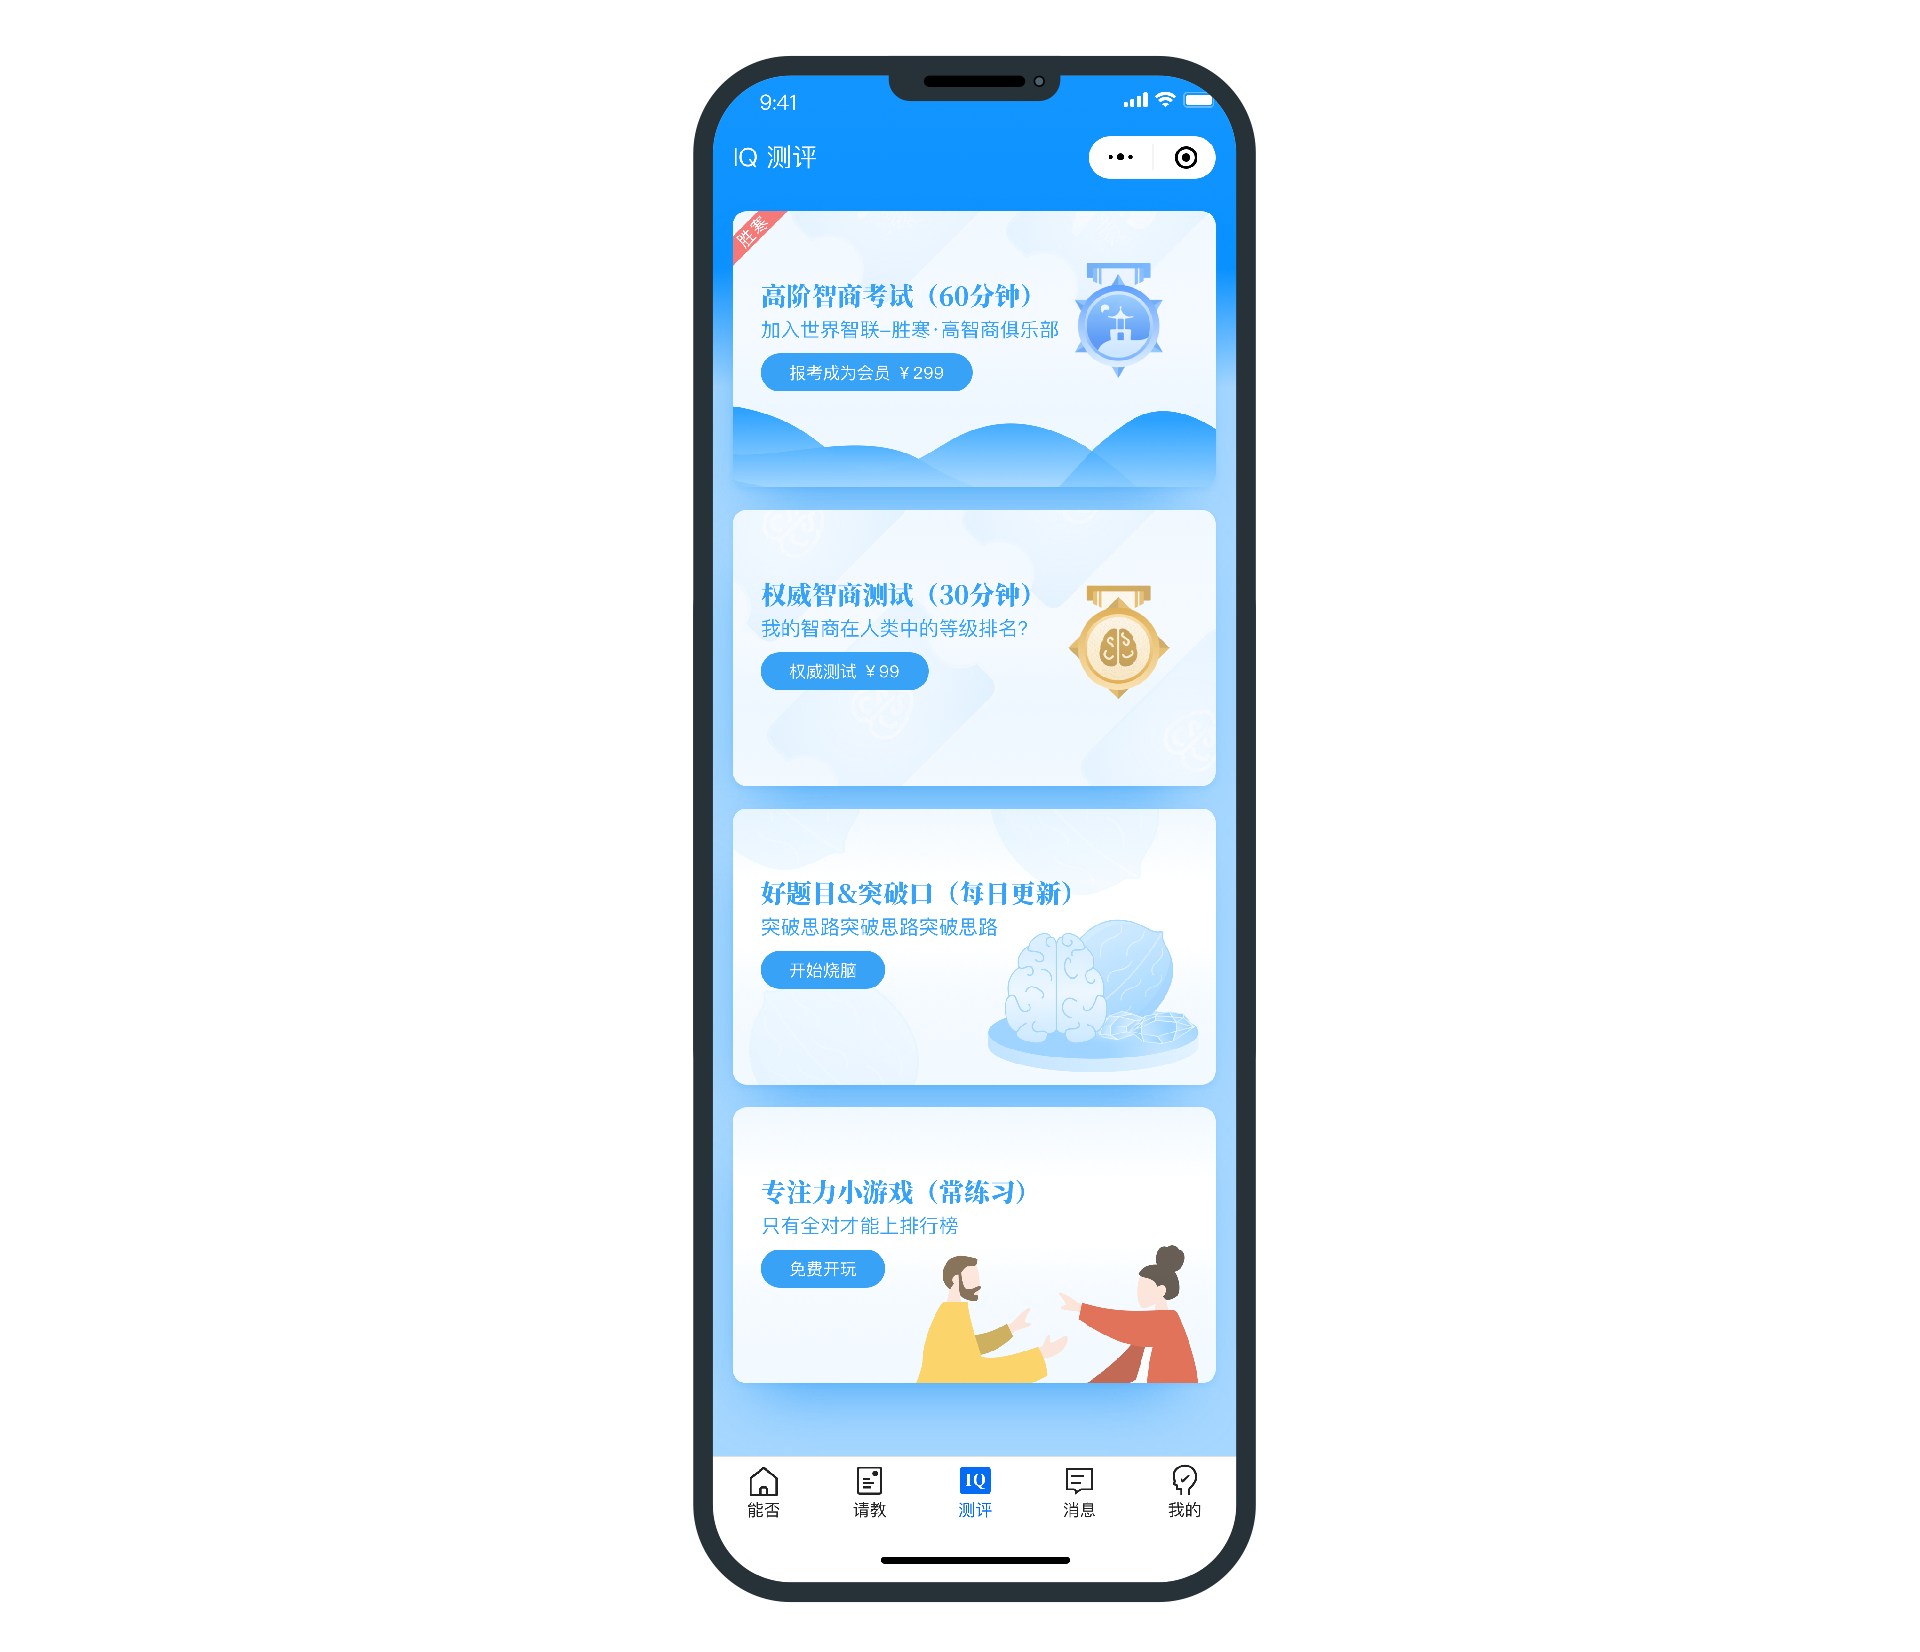 9:41
IQ 测评
胜寒
高阶智商考试（60分钟）
加入世界智联–胜寒·高智商俱乐部
报考成为会员 ￥299
权威智商测试（30分钟）
我的智商在人类中的等级排名?
权威测试 ￥99
好题目&突破口（每日更新）
突破思路突破思路突破思路
开始烧脑
专注力小游戏（常练习）
只有全对才能上排行榜
免费开玩
IQ
能否 请教 测评 消息 我的